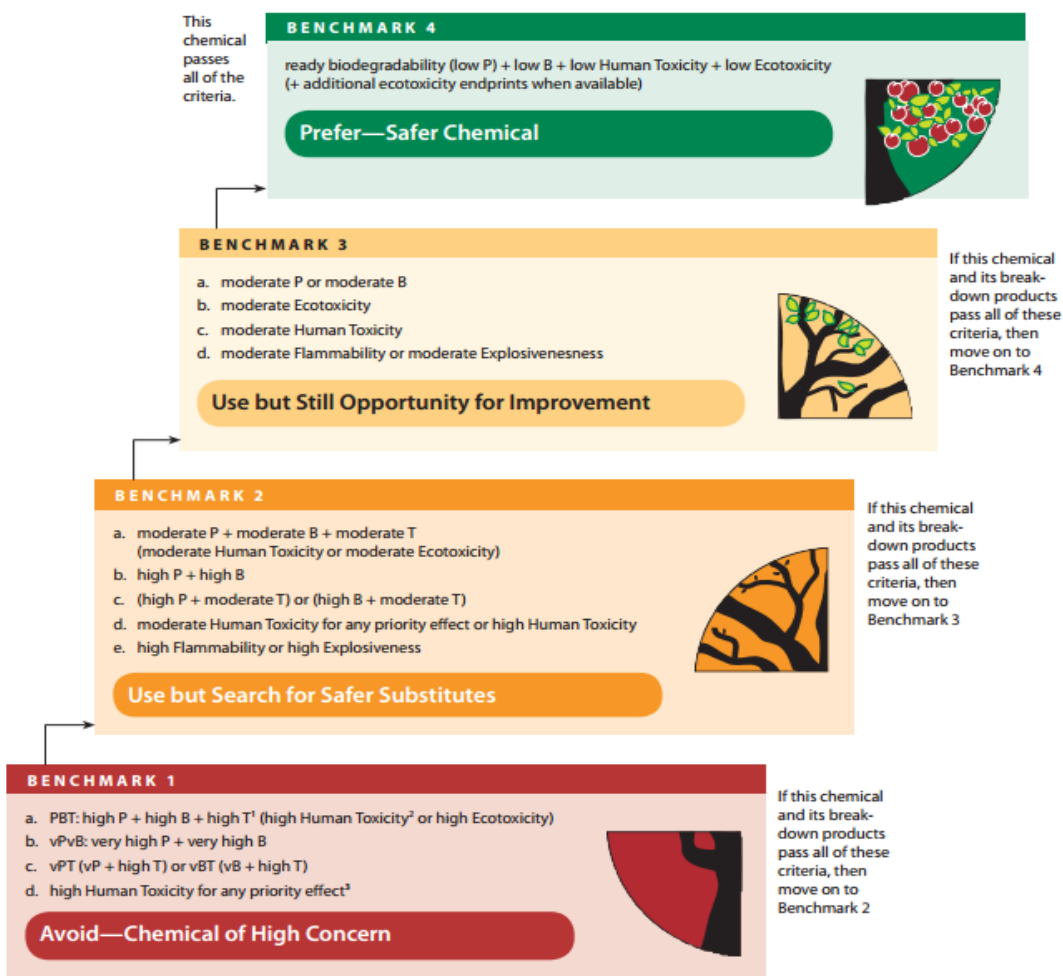 This
chemical
passes
all of the
criteria.
BENCHMARK 4
ready biodegradability (low P) + low B + low Human Toxicity + low Ecotoxicity
(+ additional ecotoxicity endprints when available)
Prefer—Safer Chemical
BENCHMARK 3
a. moderate P or moderate B
b. moderate Ecotoxicity
c. moderate Human Toxicity
d. moderate Flammability or moderate Explosivenesness
Use but Still Opportunity for Improvement
If this chemical
and its break-
down products
pass all of these
criteria, then
move on to
Benchmark 4
BENCHMARK 2
a. moderate P + moderate B + moderate T
(moderate Human Toxicity or moderate Ecotoxicity)
b. high P + high B
c. (high P + moderate T) or (high B + moderate T)
d. moderate Human Toxicity for any priority effect or high Human Toxicity
e. high Flammability or high Explosiveness
Use but Search for Safer Substitutes
If this chemical
and its break-
down products
pass all of these
criteria, then
move on to
Benchmark 3
BENCHMARK 1
a. PBT: high P + high B + high T¹ (high Human Toxicity² or high Ecotoxicity)
b. vPvB: very high P + very high B
c. vPT (vP + high T) or vBT (vB + high T)
d. high Human Toxicity for any priority effect³
Avoid—Chemical of High Concern
If this chemical
and its break-
down products
pass all of these
criteria, then
move on to
Benchmark 2